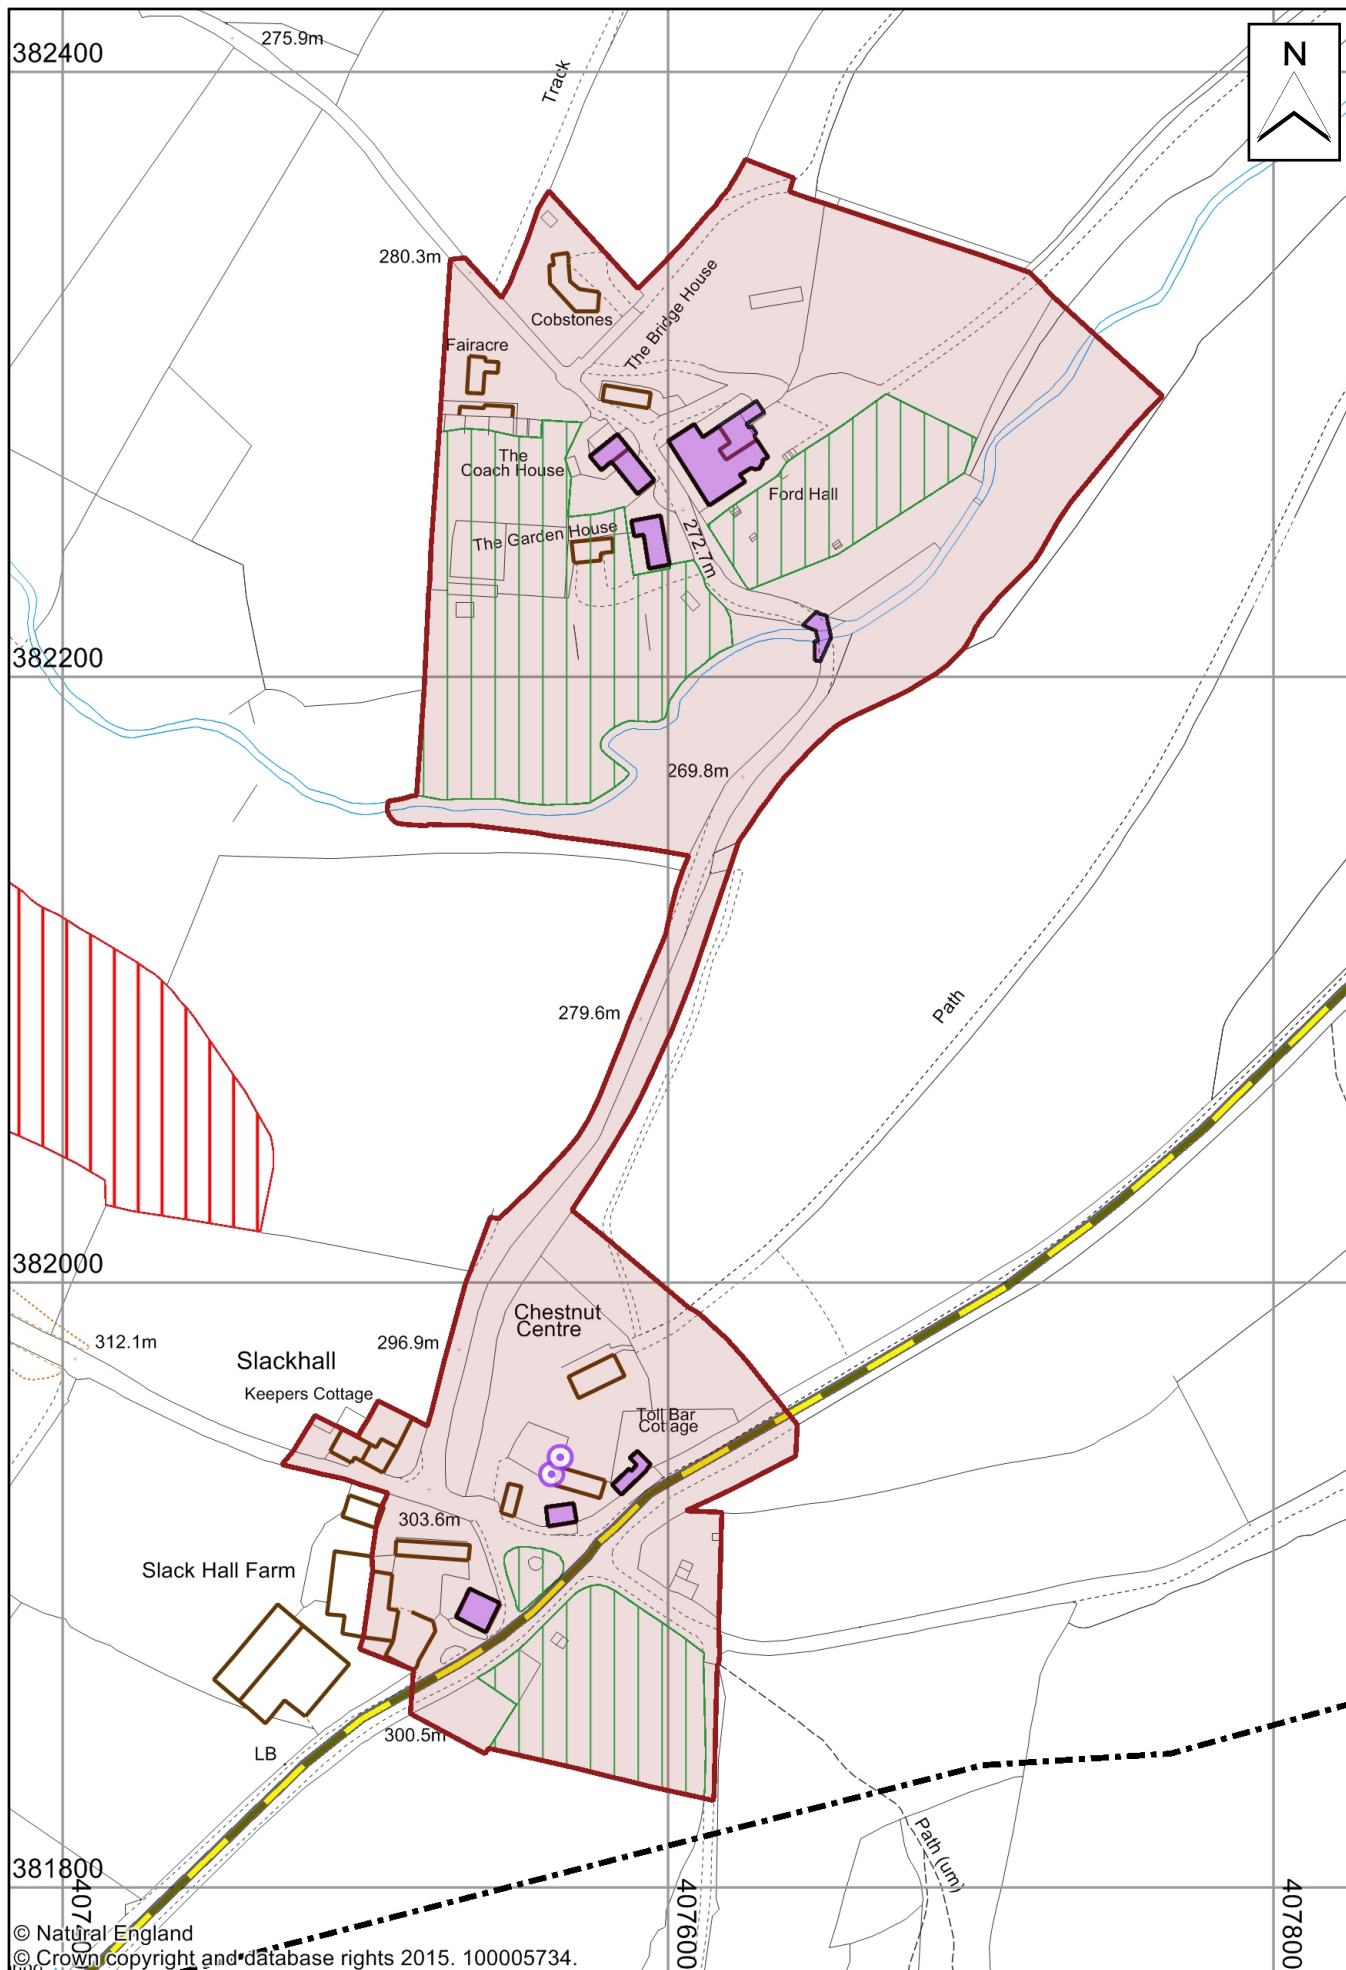 275.9m
382400
N
Track
280.3m
Cobstones
The Bridge House
Fairacre
The
Coach House
Ford Hall
The Garden House
272.7m
382200
269.8m
279.6m
Path
382000
Chestnut
Centre
312.1m
296.9m
Slackhall
Keepers Cottage
Toll Bar
Cottage
303.6m
Slack Hall Farm
300.5m
LB
Path (um)
381800
407600
407800
© Natural England
© Crown copyright and database rights 2015. 100005734.